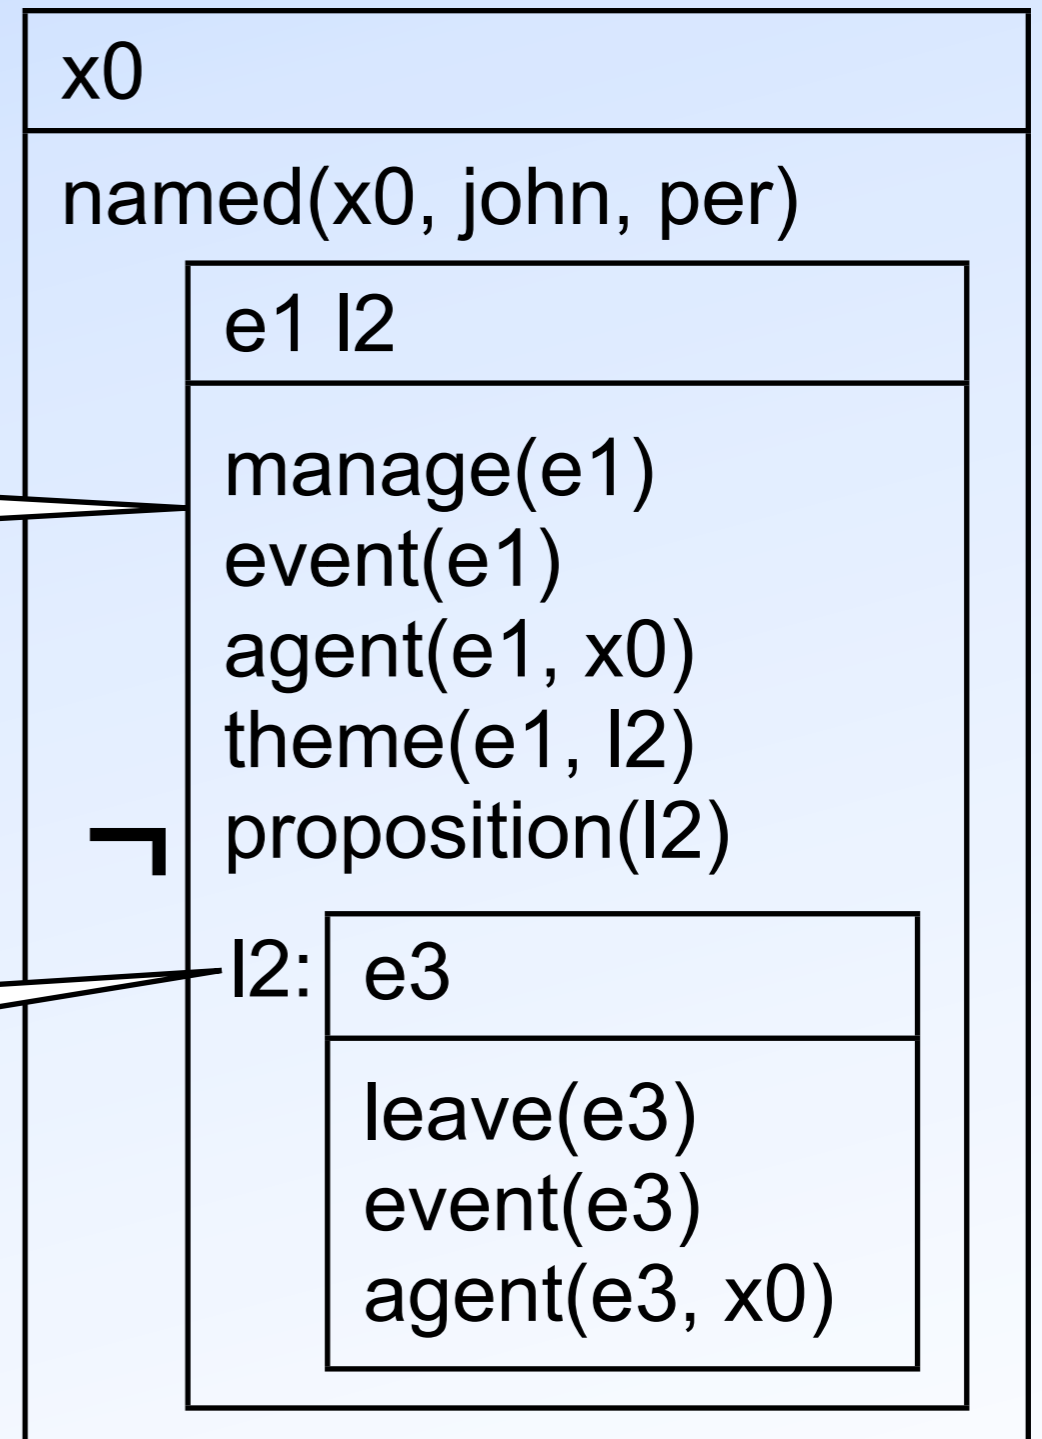 x0
named(x0, john, per)
e1 l2
manage(e1)
event(e1)
agent(e1, x0)
theme(e1, l2)
¬ proposition(l2)
l2: e3
leave(e3)
event(e3)
agent(e3, x0)